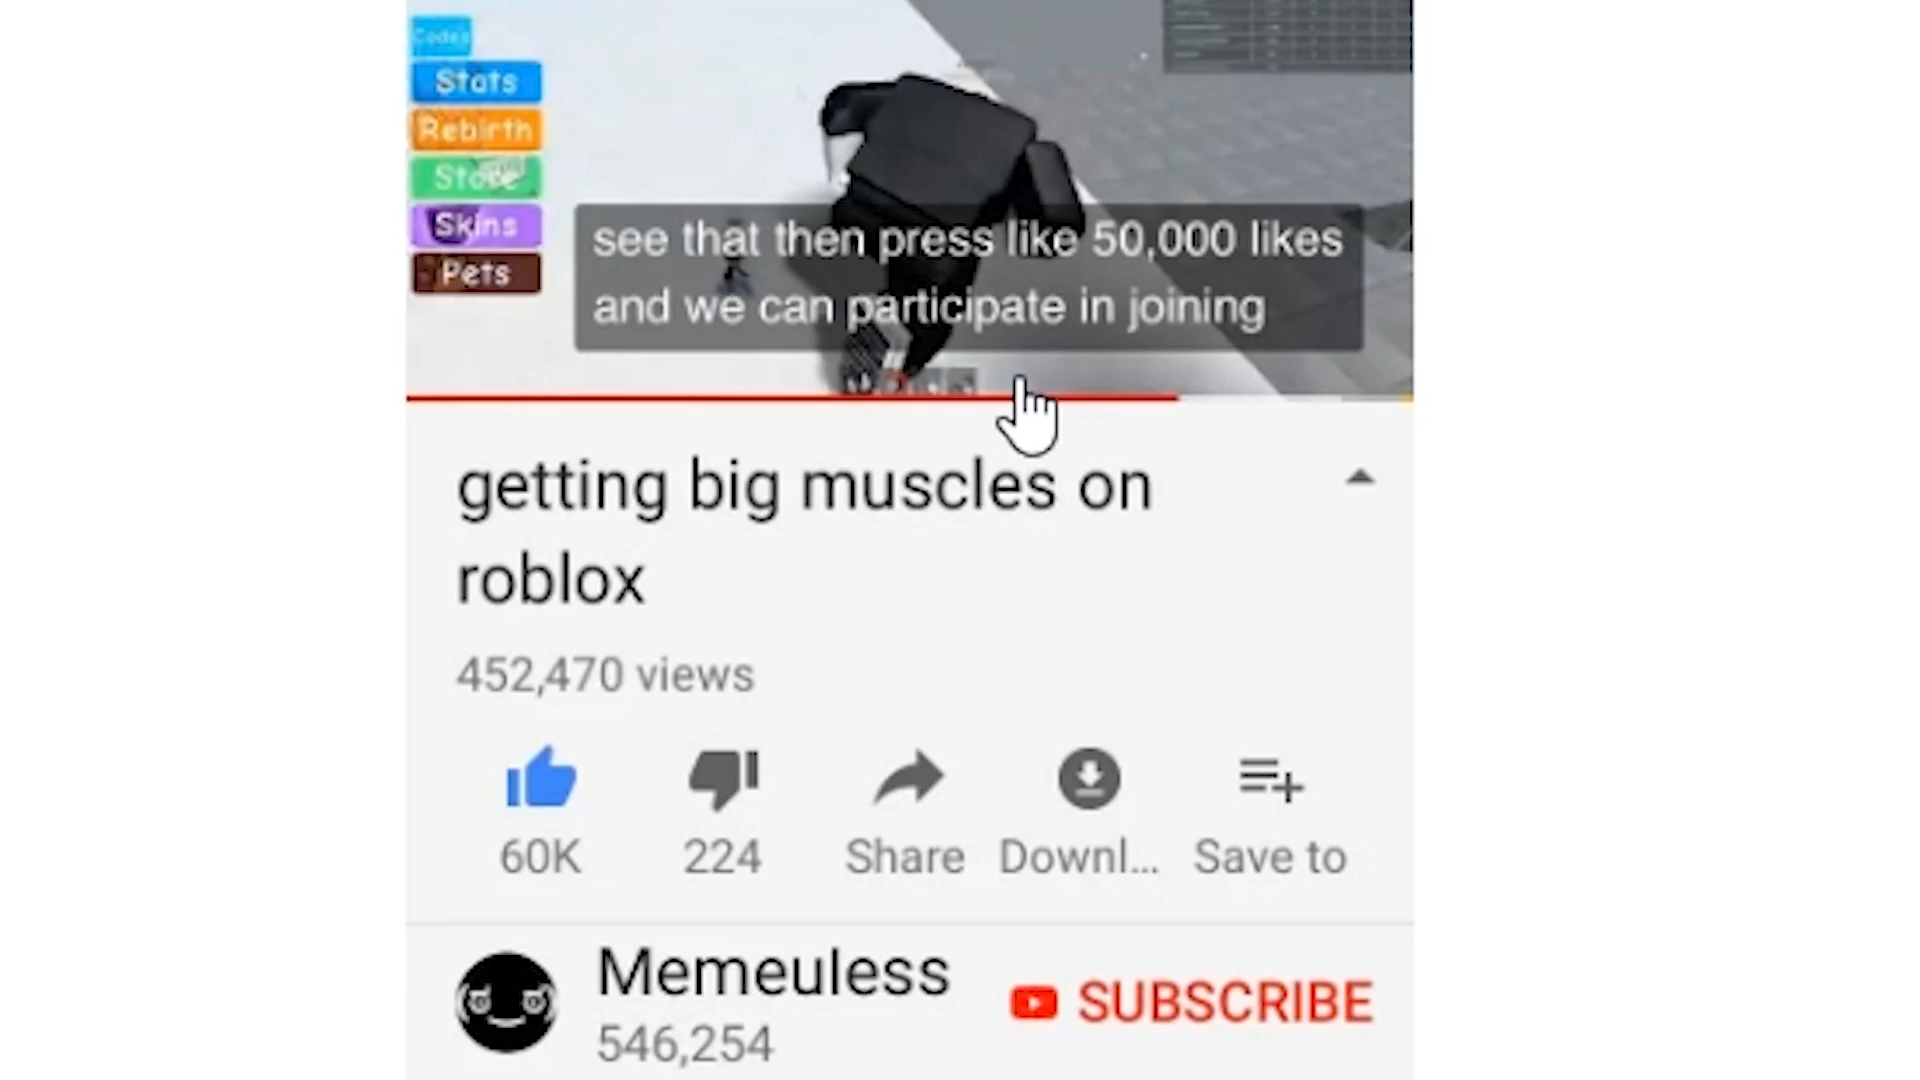 Codes
Stats
Rebirth
Store
Skins
Pets
see that then press like 50,000 likes
and we can participate in joining
getting big muscles on
roblox
452,470 views
60K
224
Share
Downl...
Save to
Memeuless
546,254
SUBSCRIBE